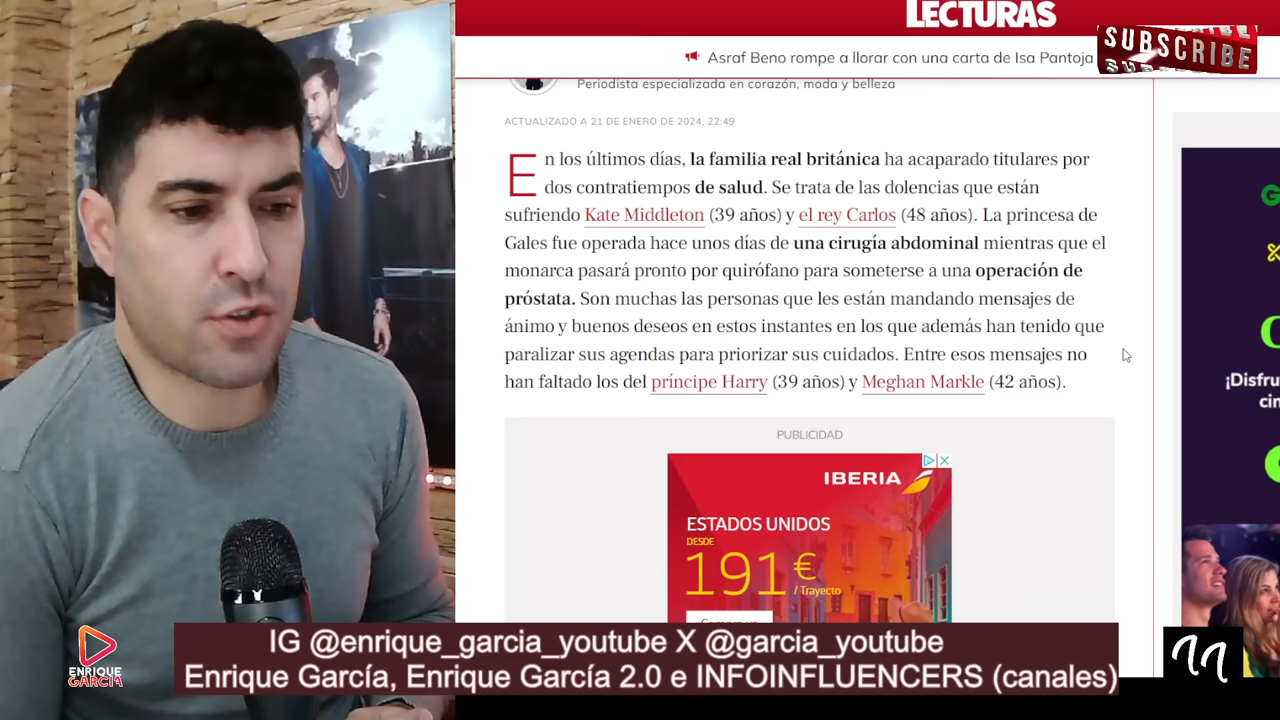 LECTURAS
SUBSCRIBE
Asraf Beno rompe a llorar con una carta de Isa Pantoja
Periodista especializada en corazón, moda y belleza
ACTUALIZADO A 21 DE ENERO DE 2024, 22:49
En los últimos días, la familia real británica ha acaparado titulares por
dos contratiempos de salud. Se trata de las dolencias que están
sufriendo Kate Middleton (39 años) y el rey Carlos (48 años). La princesa de
Gales fue operada hace unos días de una cirugía abdominal mientras que el
monarca pasará pronto por quirófano para someterse a una operación de
próstata. Son muchas las personas que les están mandando mensajes de
ánimo y buenos deseos en estos instantes en los que además han tenido que
paralizar sus agendas para priorizar sus cuidados. Entre esos mensajes no
han faltado los del príncipe Harry (39 años) y Meghan Markle (42 años).
PUBLICIDAD
IBERIA
ESTADOS UNIDOS
DESDE
191€
/ Trayecto
¡Disfru
cin
IG @enrique_garcia_youtube X @garcia_youtube
Enrique García, Enrique García 2.0 e INFOINFLUENCERS (canales)
ENRIQUE
GARCÍA